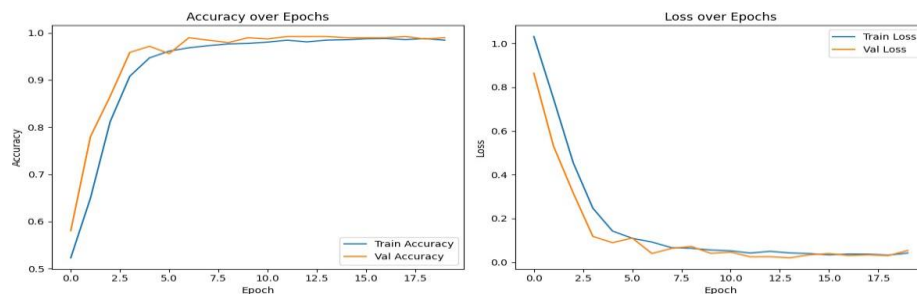 Accuracy over Epochs
1.0
0.9
0.8
0.7
0.6
0.5
Accuracy
Train Accuracy
Val Accuracy
0.0 2.5 5.0 7.5 10.0 12.5 15.0 17.5
Epoch
Loss over Epochs
Train Loss
Val Loss
1.0
0.8
0.6
0.4
0.2
0.0
Loss
0.0 2.5 5.0 7.5 10.0 12.5 15.0 17.5
Epoch